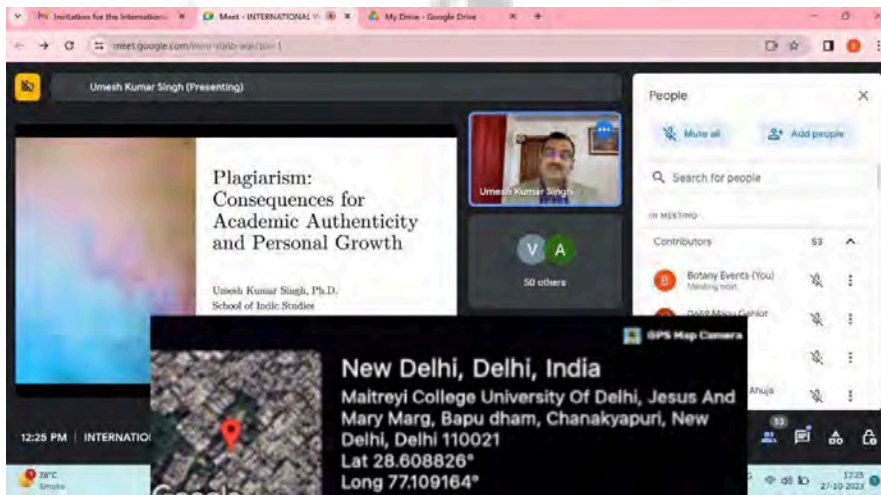 Invitation for the Internationa
Meet - INTERNATIONAL
My Drive - Google Drive
meet.google.com/
Umesh Kumar Singh (Presenting)
People
Mute all
Add people
Search for people
IN MEETING
Contributors
53
Botany Events (You)
Meeting host
Gahlot
Ahuja
Umesh Kumar Singh
V A
50 others
Plagiarism:
Consequences for
Academic Authenticity
and Personal Growth
Umesh Kumar Singh, Ph.D.
School of Indic Studies
GPS Map Camera
New Delhi, Delhi, India
Maitreyi College University Of Delhi, Jesus And
Mary Marg, Bapu dham, Chanakyapuri, New
Delhi, Delhi 110021
Lat 28.608826°
Long 77.109164°
Google
12:25 PM | INTERNATIO
53
28°C
Smoke
12:25
27-10-2023